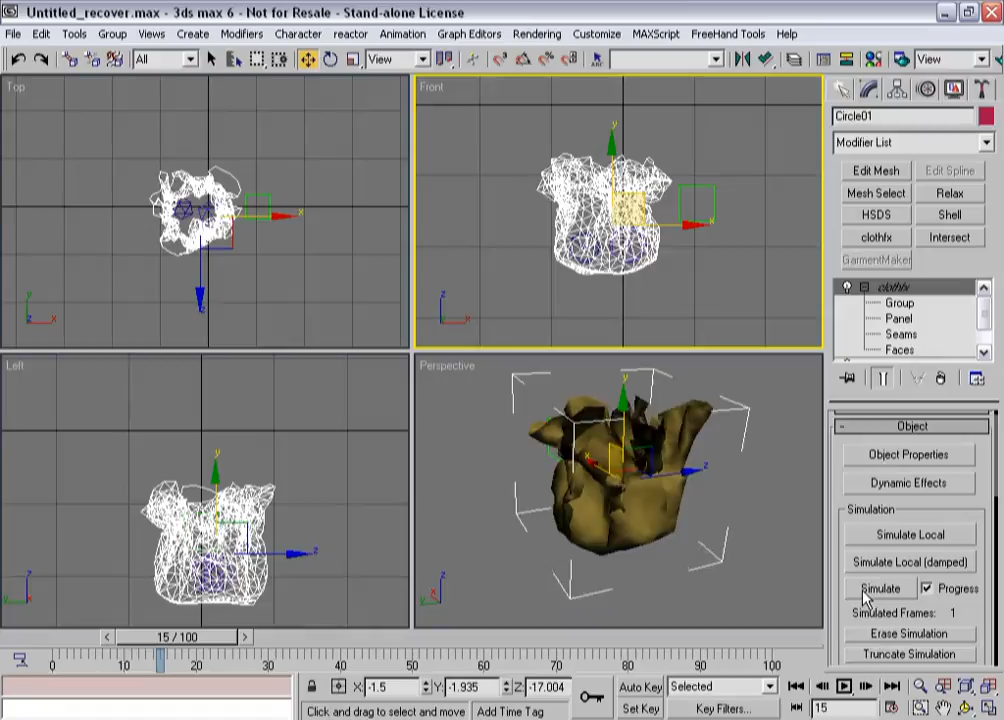 Untitled_recover.max - 3ds max 6 - Not for Resale - Stand-alone License
File Edit Tools Group Views Create Modifiers Character reactor Animation Graph Editors Rendering Customize MAXScript FreeHand Tools Help
All View View
Top
Front
Left
Perspective
Circle01
Modifier List
Edit Mesh Edit Spline
Mesh Select Relax
HSDS Shell
clothfx Intersect
GarmentMaker
clothfx
Group
Panel
Seams
Faces
- Object
Object Properties
Dynamic Effects
Simulation
Simulate Local
Simulate Local (damped)
Simulate Progress
Simulated Frames: 1
Erase Simulation
Truncate Simulation
< 15 / 100 >
0 10 20 30 40 50 60 70 80 90 100
X: -1.5 Y: -1.935 Z: -17.004
Auto Key Selected
Click and drag to select and move Add Time Tag
Set Key Key Filters... 15